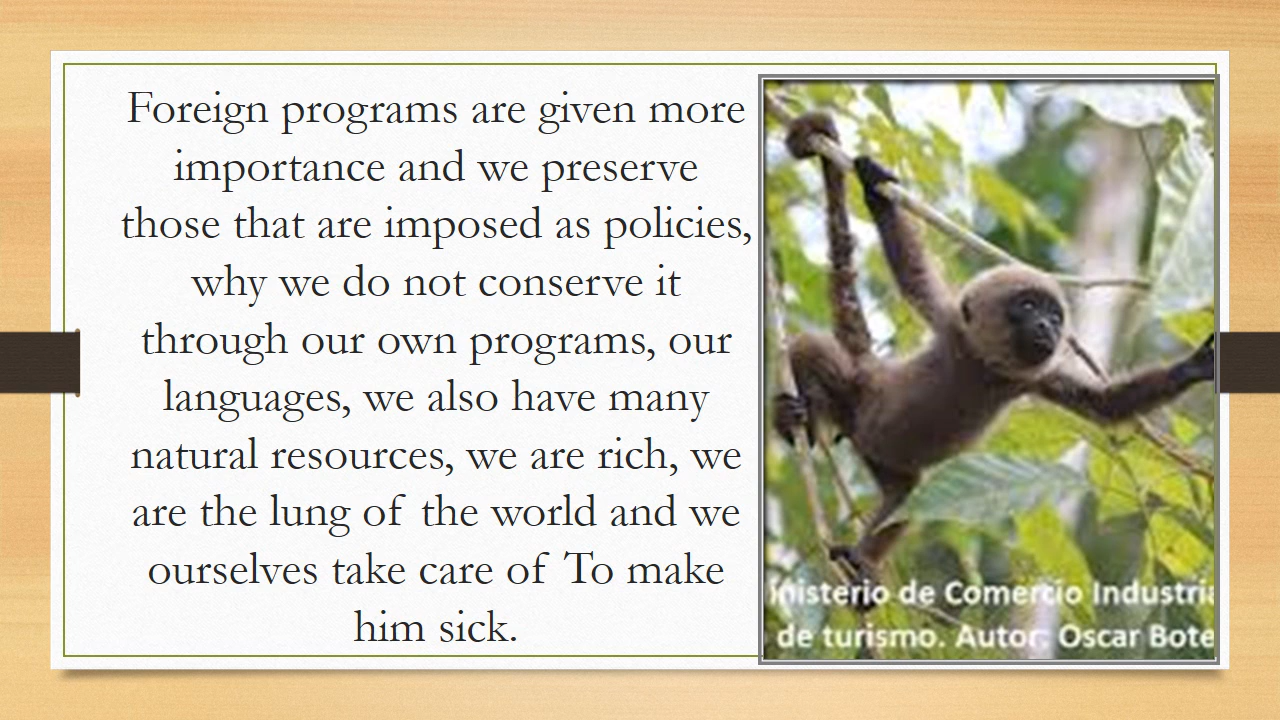 Foreign programs are given more
importance and we preserve
those that are imposed as policies,
why we do not conserve it
through our own programs, our
languages, we also have many
natural resources, we are rich, we
are the lung of the world and we
ourselves take care of To make
him sick.
inisterio de Comercio Industria
de turismo. Autor: Oscar Bote